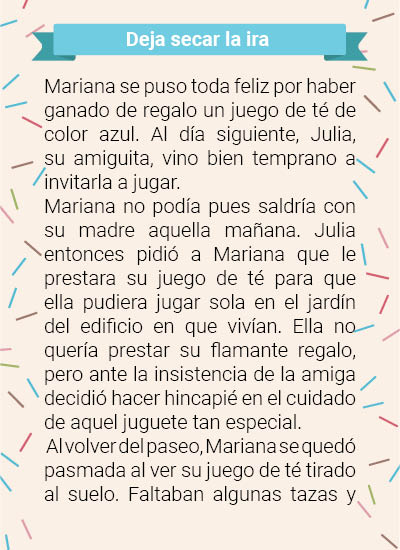 Deja secar la ira
Mariana se puso toda feliz por haber
ganado de regalo un juego de té de
color azul. Al día siguiente, Julia,
su amiguita, vino bien temprano a
invitarla a jugar.
Mariana no podía pues saldría con
su madre aquella mañana. Julia
entonces pidió a Mariana que le
prestara su juego de té para que
ella pudiera jugar sola en el jardín
del edificio en que vivían. Ella no
quería prestar su flamante regalo,
pero ante la insistencia de la amiga
decidió hacer hincapié en el cuidado
de aquel juguete tan especial.
Al volver del paseo, Mariana se quedó
pasmada al ver su juego de té tirado
al suelo. Faltaban algunas tazas y